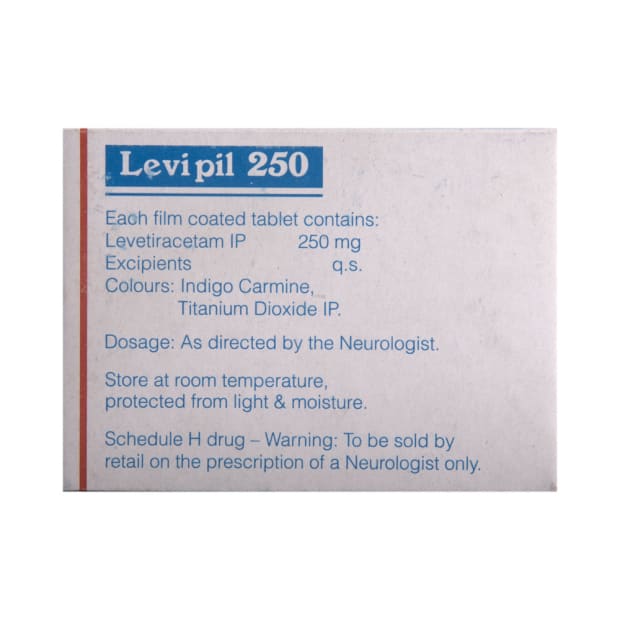 Levipil 250
Each film coated tablet contains:
Levetiracetam IP 250 mg
Excipients q.s.
Colours: Indigo Carmine,
Titanium Dioxide IP.
Dosage: As directed by the Neurologist.
Store at room temperature,
protected from light & moisture.
Schedule H drug – Warning: To be sold by
retail on the prescription of a Neurologist only.